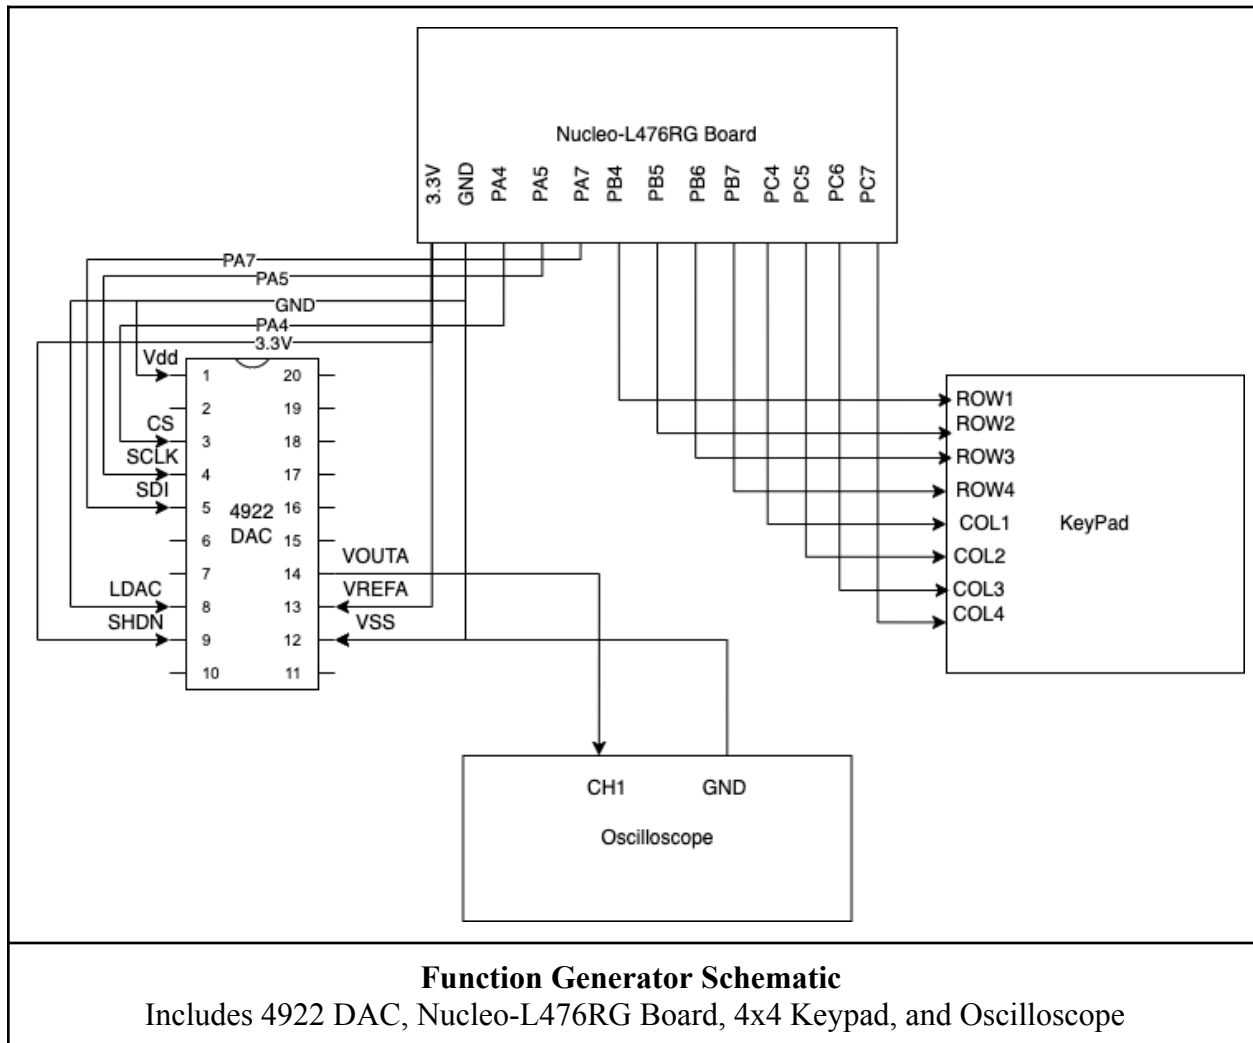 Nucleo-L476RG Board
3.3V
GND
PA4
PA5
PA7
PB4
PB5
PB6
PB7
PC4
PC5
PC6
PC7
PA7
PA5
GND
PA4
3.3V
Vdd
1 20
2 19
CS
3 18
SCLK
4 17
SDI
5 16
4922
DAC
6 15
VOUTA
7 14
LDAC
VREFA
8 13
SHDN
VSS
9 12
10 11
ROW1
ROW2
ROW3
ROW4
COL1
KeyPad
COL2
COL3
COL4
CH1 GND
Oscilloscope
Function Generator Schematic
Includes 4922 DAC, Nucleo-L476RG Board, 4x4 Keypad, and Oscilloscope